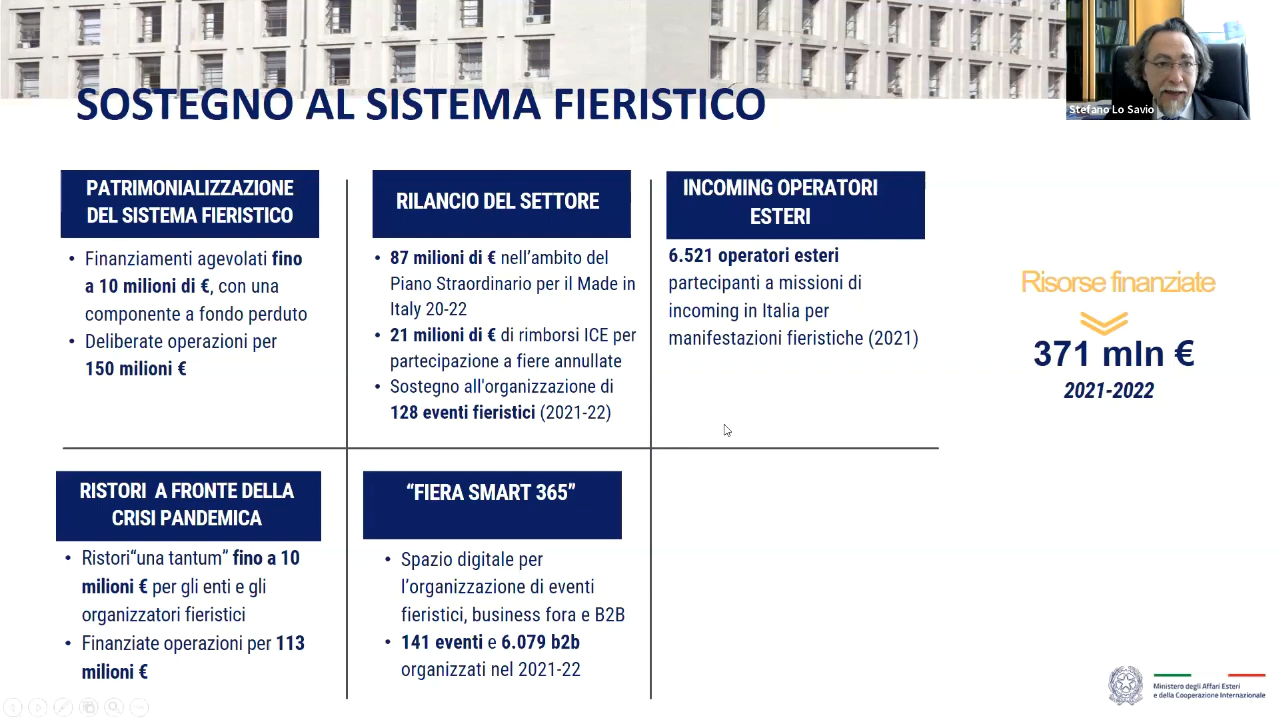 SOSTEGNO AL SISTEMA FIERISTICO
Stefano Lo Savio
PATRIMONIALIZZAZIONE
DEL SISTEMA FIERISTICO
• Finanziamenti agevolati fino
a 10 milioni di €, con una
componente a fondo perduto
• Deliberate operazioni per
150 milioni €
RILANCIO DEL SETTORE
• 87 milioni di € nell’ambito del
Piano Straordinario per il Made in
Italy 20-22
• 21 milioni di € di rimborsi ICE per
partecipazione a fiere annullate
• Sostegno all'organizzazione di
128 eventi fieristici (2021-22)
INCOMING OPERATORI
ESTERI
6.521 operatori esteri
partecipanti a missioni di
incoming in Italia per
manifestazioni fieristiche (2021)
Risorse finanziate
371 mln €
2021-2022
RISTORI A FRONTE DELLA
CRISI PANDEMICA
• Ristori“una tantum” fino a 10
milioni € per gli enti e gli
organizzatori fieristici
• Finanziate operazioni per 113
milioni €
“FIERA SMART 365”
• Spazio digitale per
l’organizzazione di eventi
fieristici, business fora e B2B
• 141 eventi e 6.079 b2b
organizzati nel 2021-22
Ministero degli Affari Esteri
e della Cooperazione Internazionale